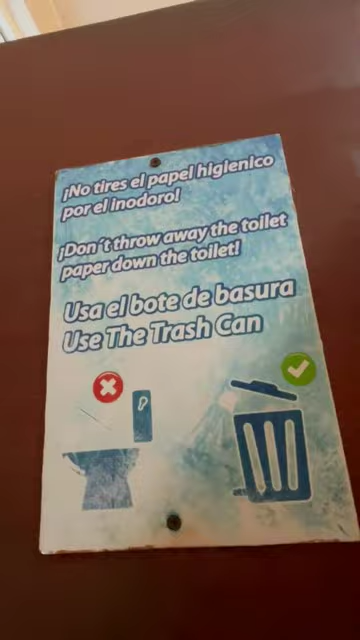 ¡No tires el papel higienico
por el inodoro!
¡Don´t throw away the toilet
paper down the toilet!
Usa el bote de basura
Use The Trash Can